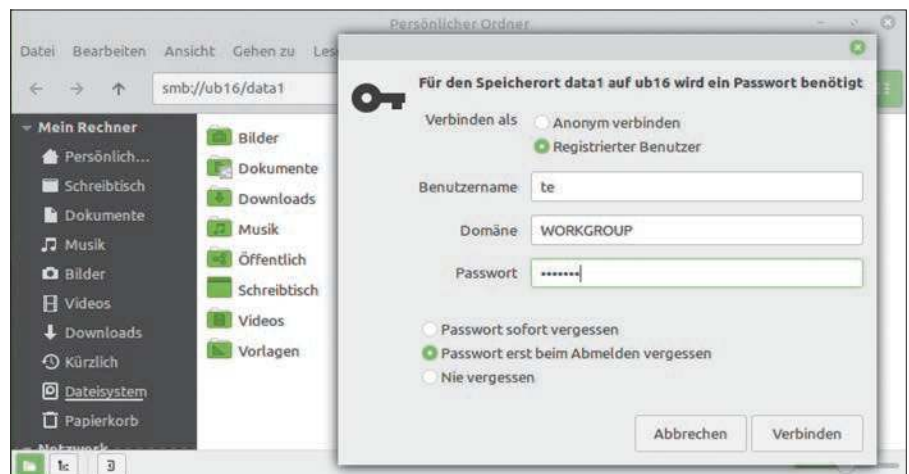 Persönlicher Ordner
Datei Bearbeiten Ansicht Gehen zu Les
smb://ub16/data1
Mein Rechner
Persönlich...
Schreibtisch
Dokumente
Musik
Bilder
Videos
Downloads
Kürzlich
Dateisystem
Papierkorb
Netzwerk
Bilder
Dokumente
Downloads
Musik
Öffentlich
Schreibtisch
Videos
Vorlagen
Für den Speicherort data1 auf ub16 wird ein Passwort benötigt
Verbinden als
Anonym verbinden
Registrierter Benutzer
Benutzername te
Domäne WORKGROUP
Passwort •••••••
Passwort sofort vergessen
Passwort erst beim Abmelden vergessen
Nie vergessen
Abbrechen Verbinden